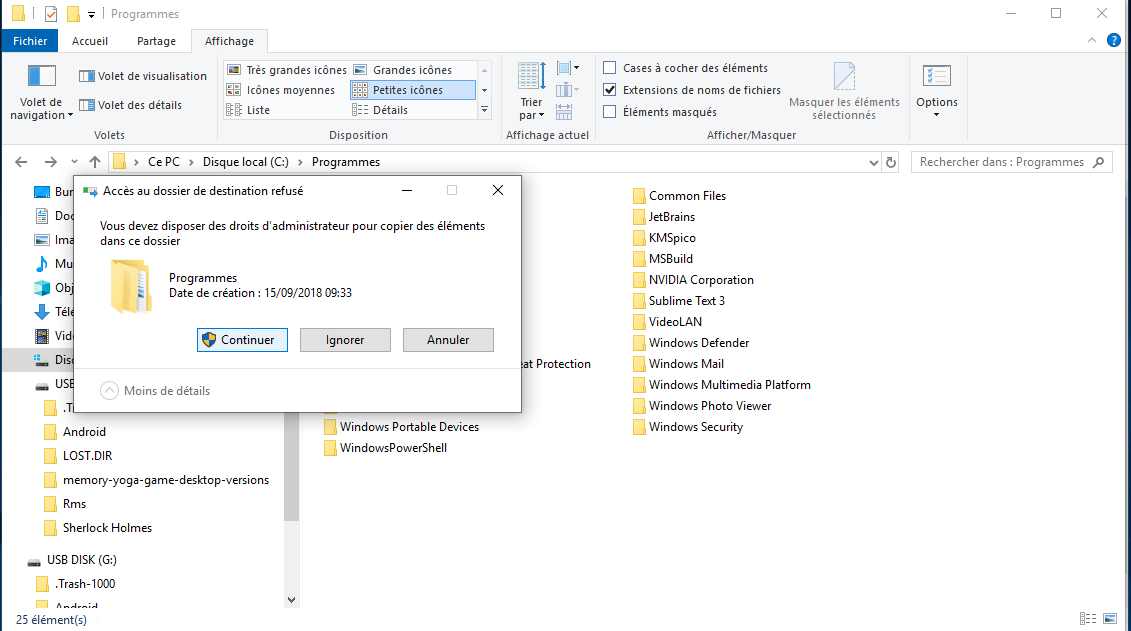 Programmes
Fichier
Accueil
Partage
Affichage
Volet de navigation
Volet de visualisation
Volet des détails
Volets
Très grandes icônes
Grandes icônes
Icônes moyennes
Petites icônes
Liste
Détails
Disposition
Trier par
Affichage actuel
Cases à cocher des éléments
Extensions de noms de fichiers
Éléments masqués
Masquer les éléments sélectionnés
Afficher/Masquer
Options
Ce PC > Disque local (C:) > Programmes
Rechercher dans : Programmes
Accès au dossier de destination refusé
Vous devez disposer des droits d'administrateur pour copier des éléments
dans ce dossier
Programmes
Date de création : 15/09/2018 09:33
Continuer
Ignorer
Annuler
Moins de détails
Bur
Doc
Ima
Mu
Obj
Télé
Vidé
Disq
USB
.Tr
Android
LOST.DIR
memory-yoga-game-desktop-versions
Rms
Sherlock Holmes
USB DISK (G:)
.Trash-1000
Android
eat Protection
Windows Portable Devices
WindowsPowerShell
Common Files
JetBrains
KMSpico
MSBuild
NVIDIA Corporation
Sublime Text 3
VideoLAN
Windows Defender
Windows Mail
Windows Multimedia Platform
Windows Photo Viewer
Windows Security
25 élément(s)